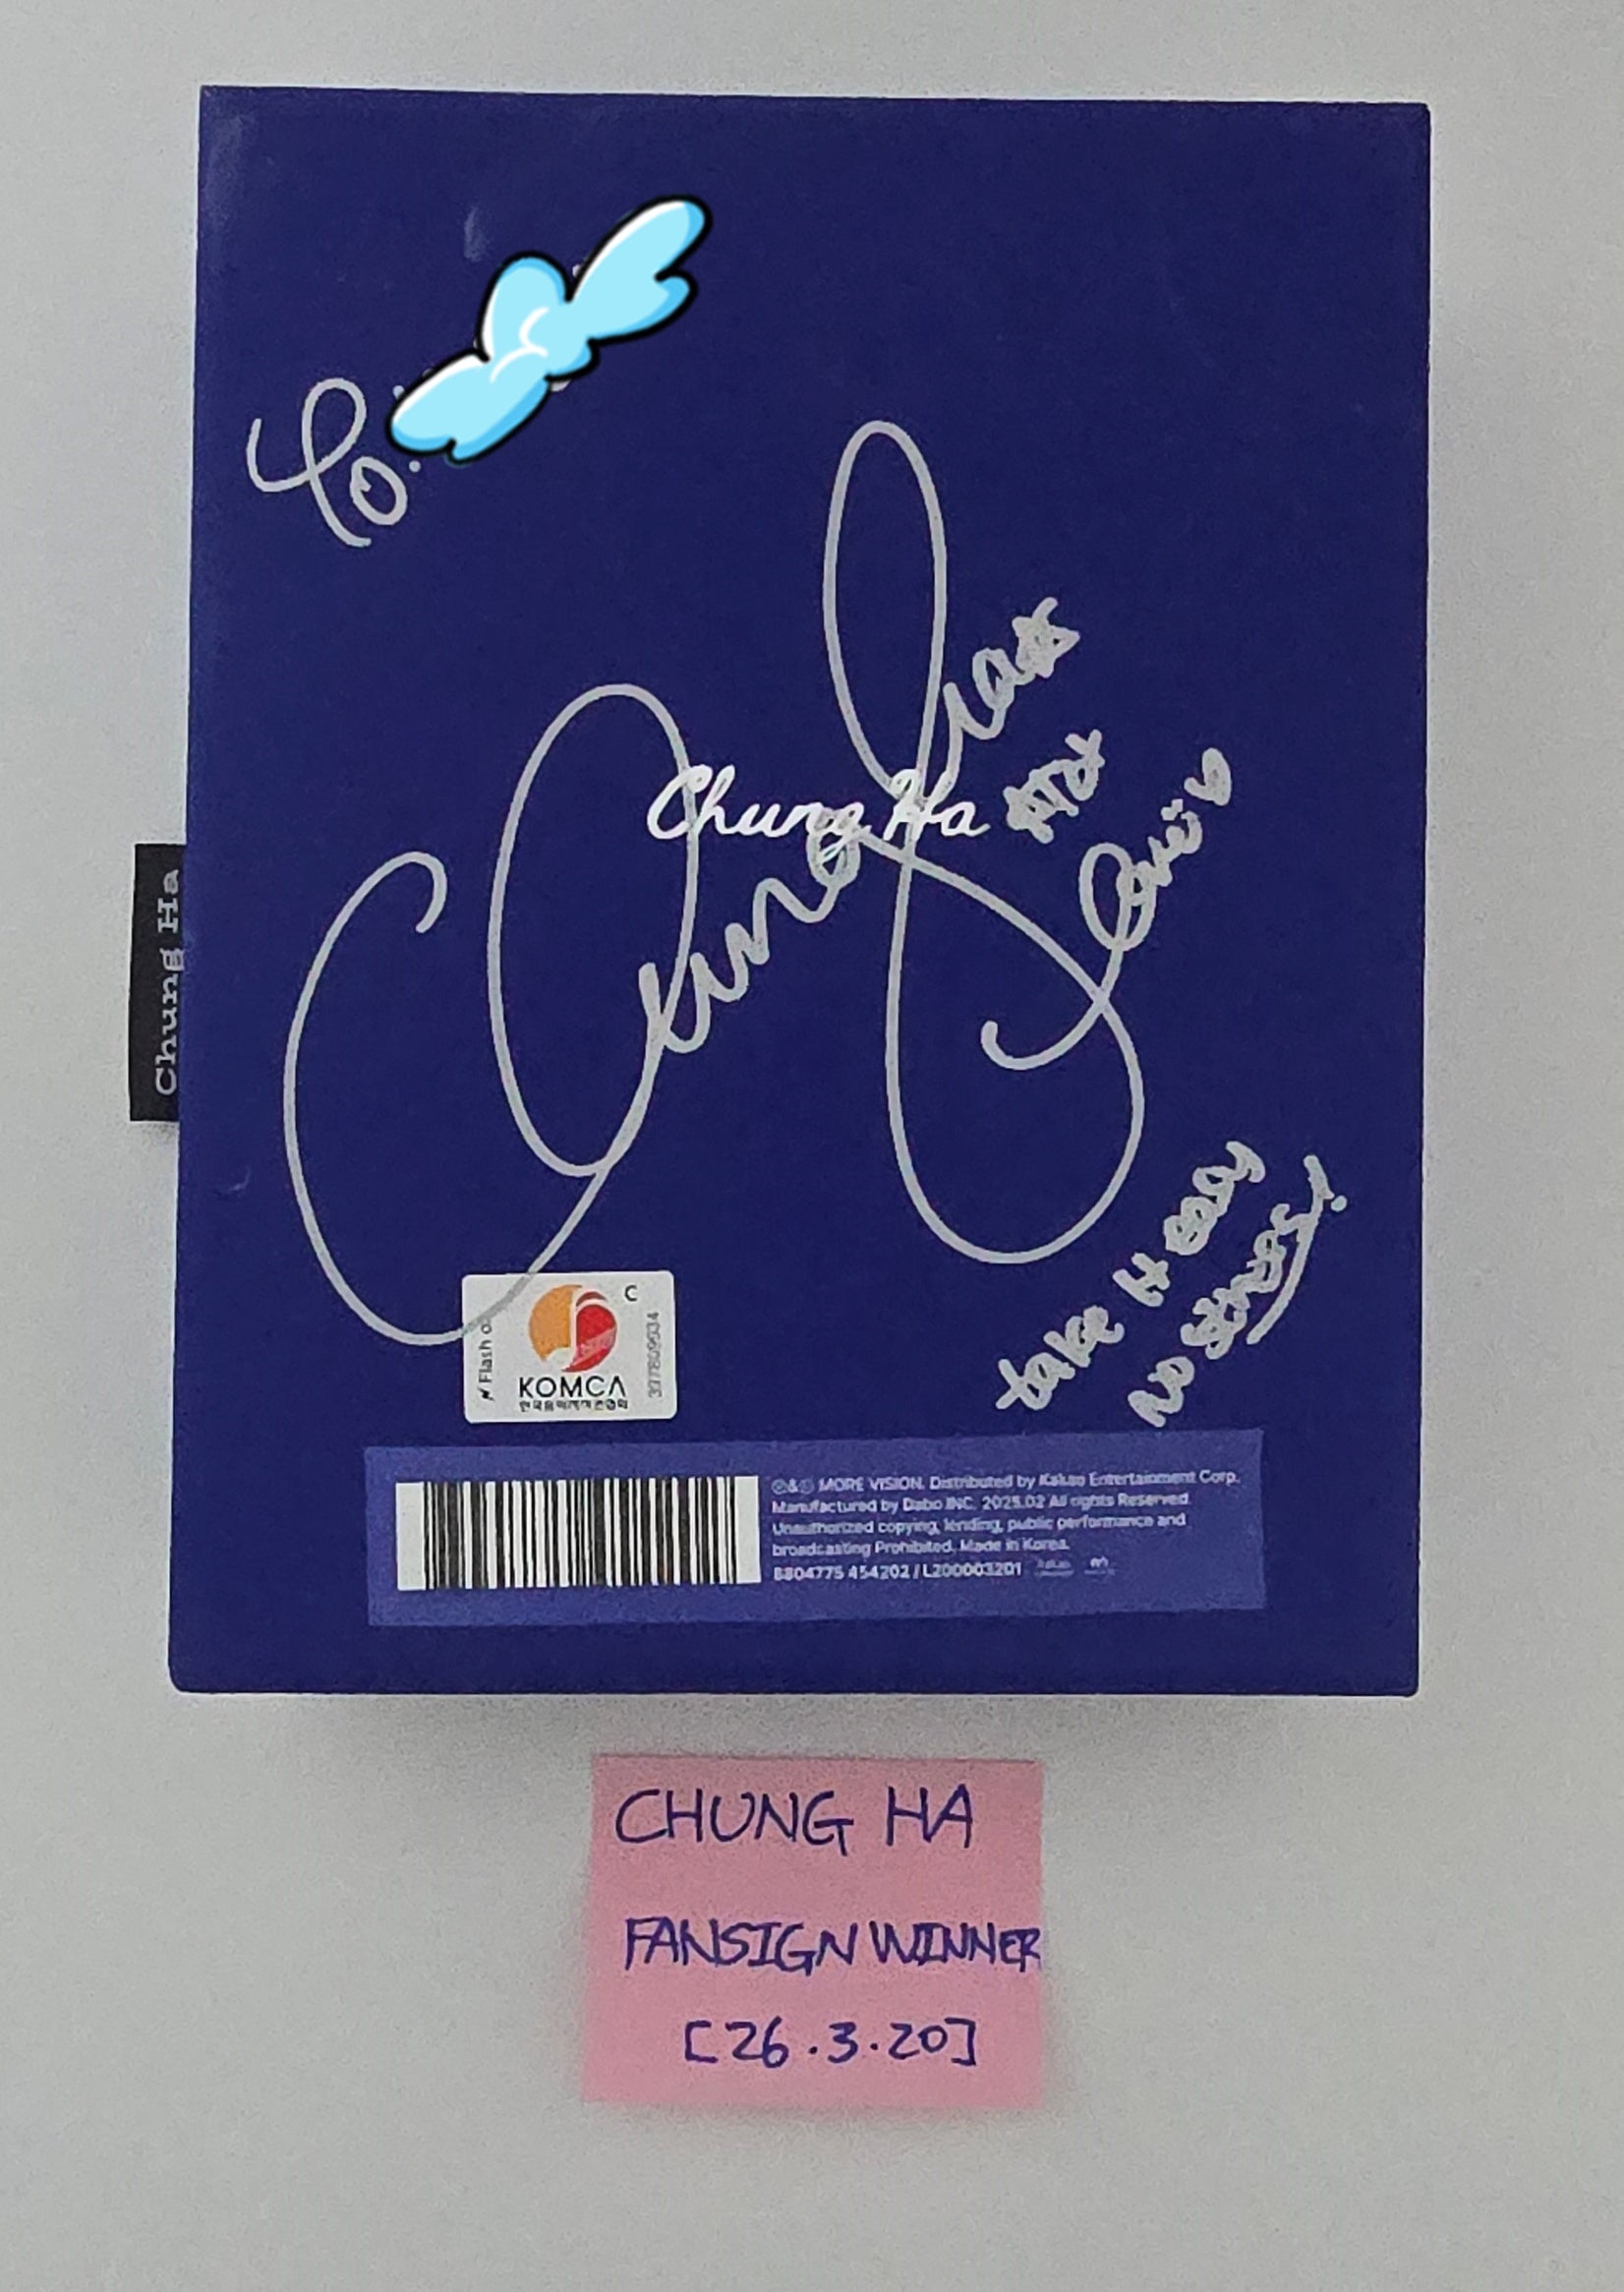 To.
Chung Ha☆
Chung Ha
Chung Ha
Love
take it easy
no stress!
C
KOMCA
Ⓟ&Ⓒ MORE VISION. Distributed by Kakao Entertainment Corp.
Manufactured by Dabo INC. 2025.02 All rights Reserved.
Unauthorized copying, lending, public performance and
broadcasting Prohibited. Made in Korea.
8804775 454202 / L200003201
CHUNG HA
FANSIGN WINNER
[26.3.20]